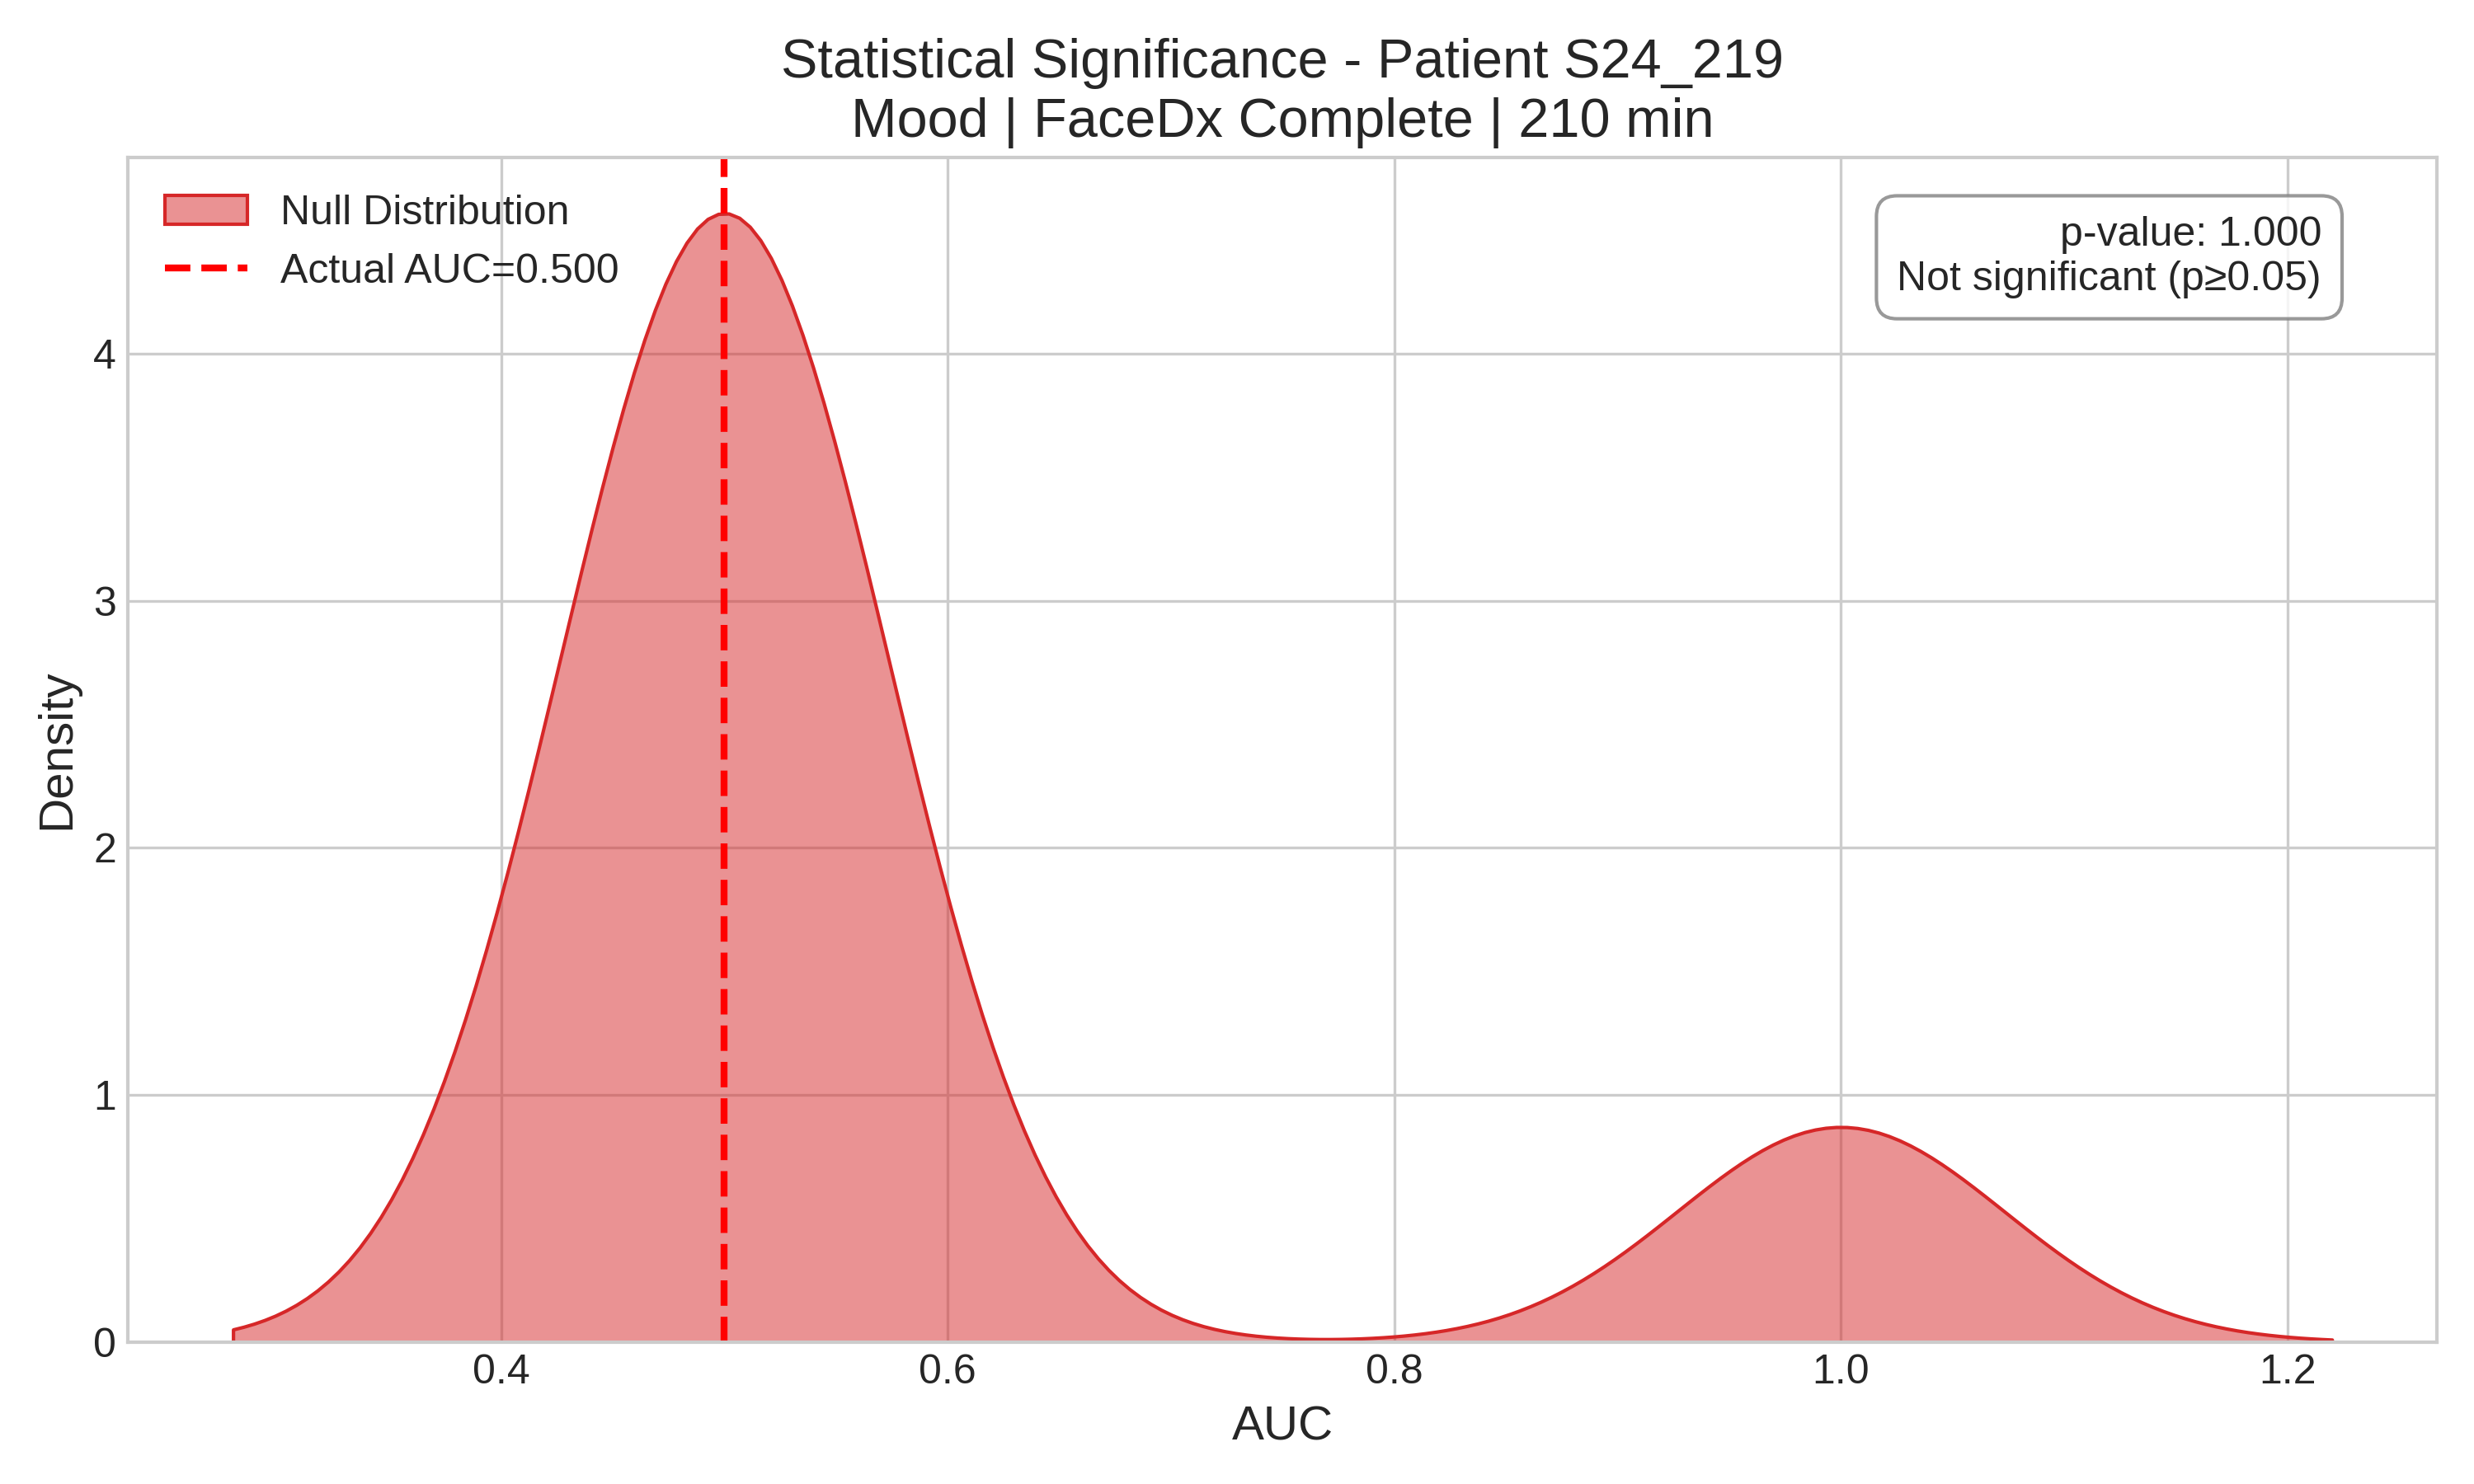 Statistical Significance - Patient S24_219
Mood | FaceDx Complete | 210 min
Null Distribution
Actual AUC=0.500
p-value: 1.000
Not significant (p≥0.05)
4
3
2
1
0
Density
0.4
0.6
0.8
1.0
1.2
AUC